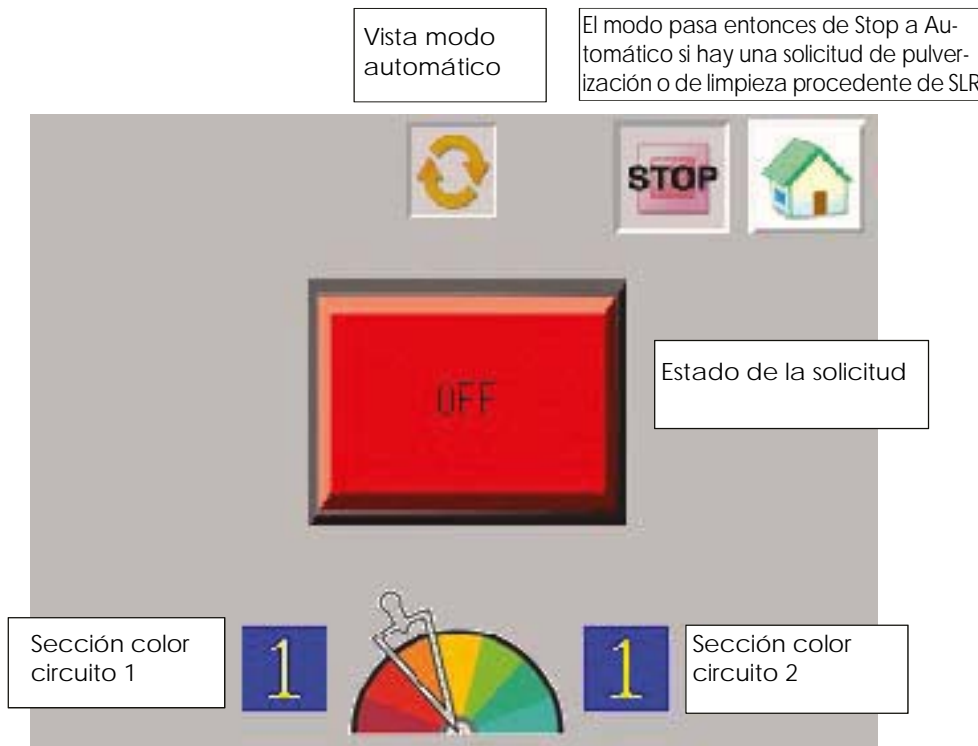 Vista modo
automático
El modo pasa entonces de Stop a Au-
tomático si hay una solicitud de pulver-
ización o de limpieza procedente de SLR
STOP
OFF
Estado de la solicitud
Sección color
circuito 1
1
1
Sección color
circuito 2